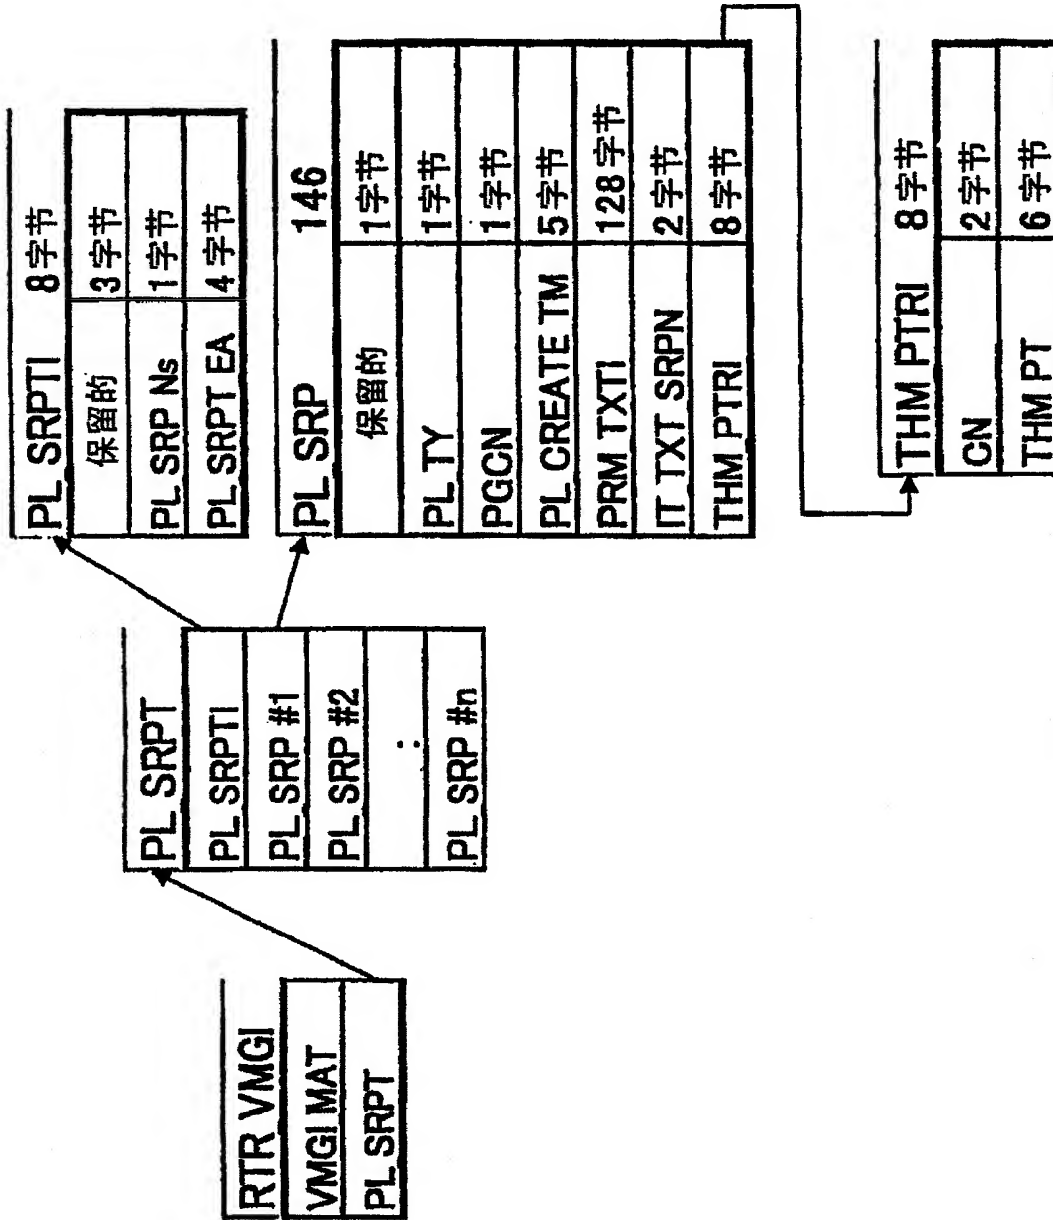 RTR VMGI
VMGI MAT
PL SRPT
PL SRPT
PL SRPTI
PL SRP #1
PL SRP #2
:
PL SRP #n
PL SRPTI 8字节
保留的 3字节
PL SRP Ns 1字节
PL SRPT EA 4字节
PL SRP 146
保留的 1字节
PL TY 1字节
PGCN 1字节
PL CREATE TM 5字节
PRM TXTI 128字节
IT TXT SRPN 2字节
THM PTRI 8字节
THM PTRI 8字节
CN 2字节
THM PT 6字节